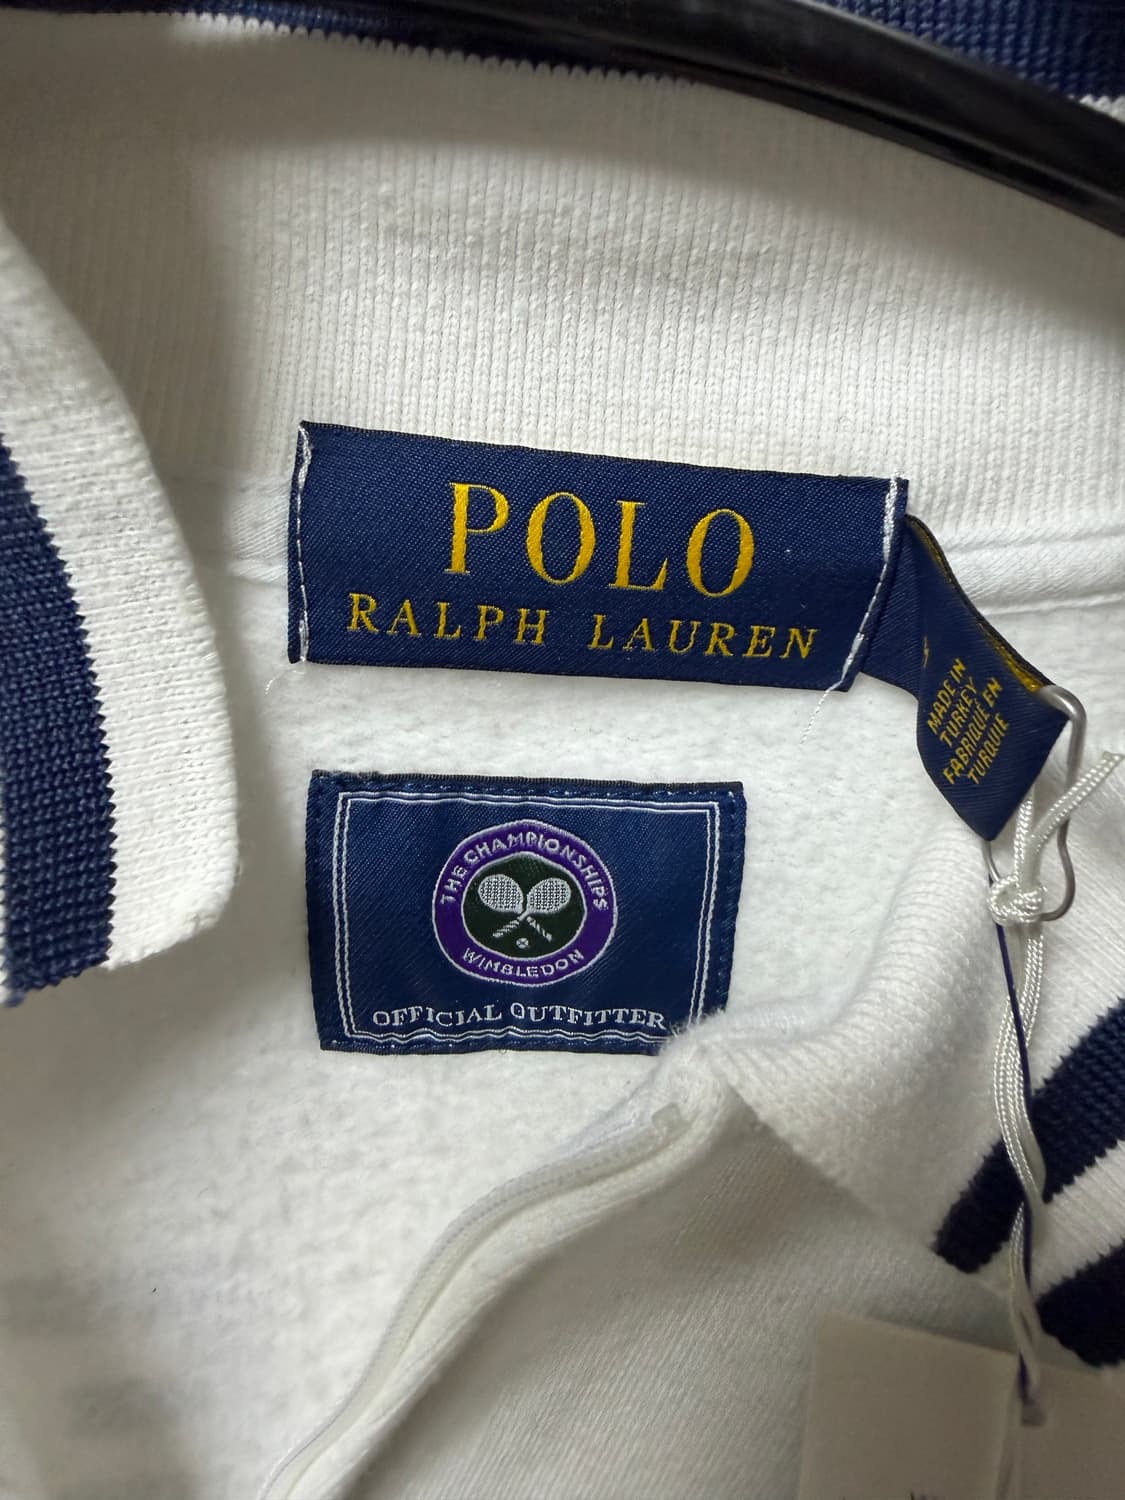 POLO
RALPH LAUREN
MADE IN
TURKEY
FABRIQUÉ EN
TURQUIE
THE CHAMPIONSHIPS
WIMBLEDON
OFFICIAL OUTFITTER